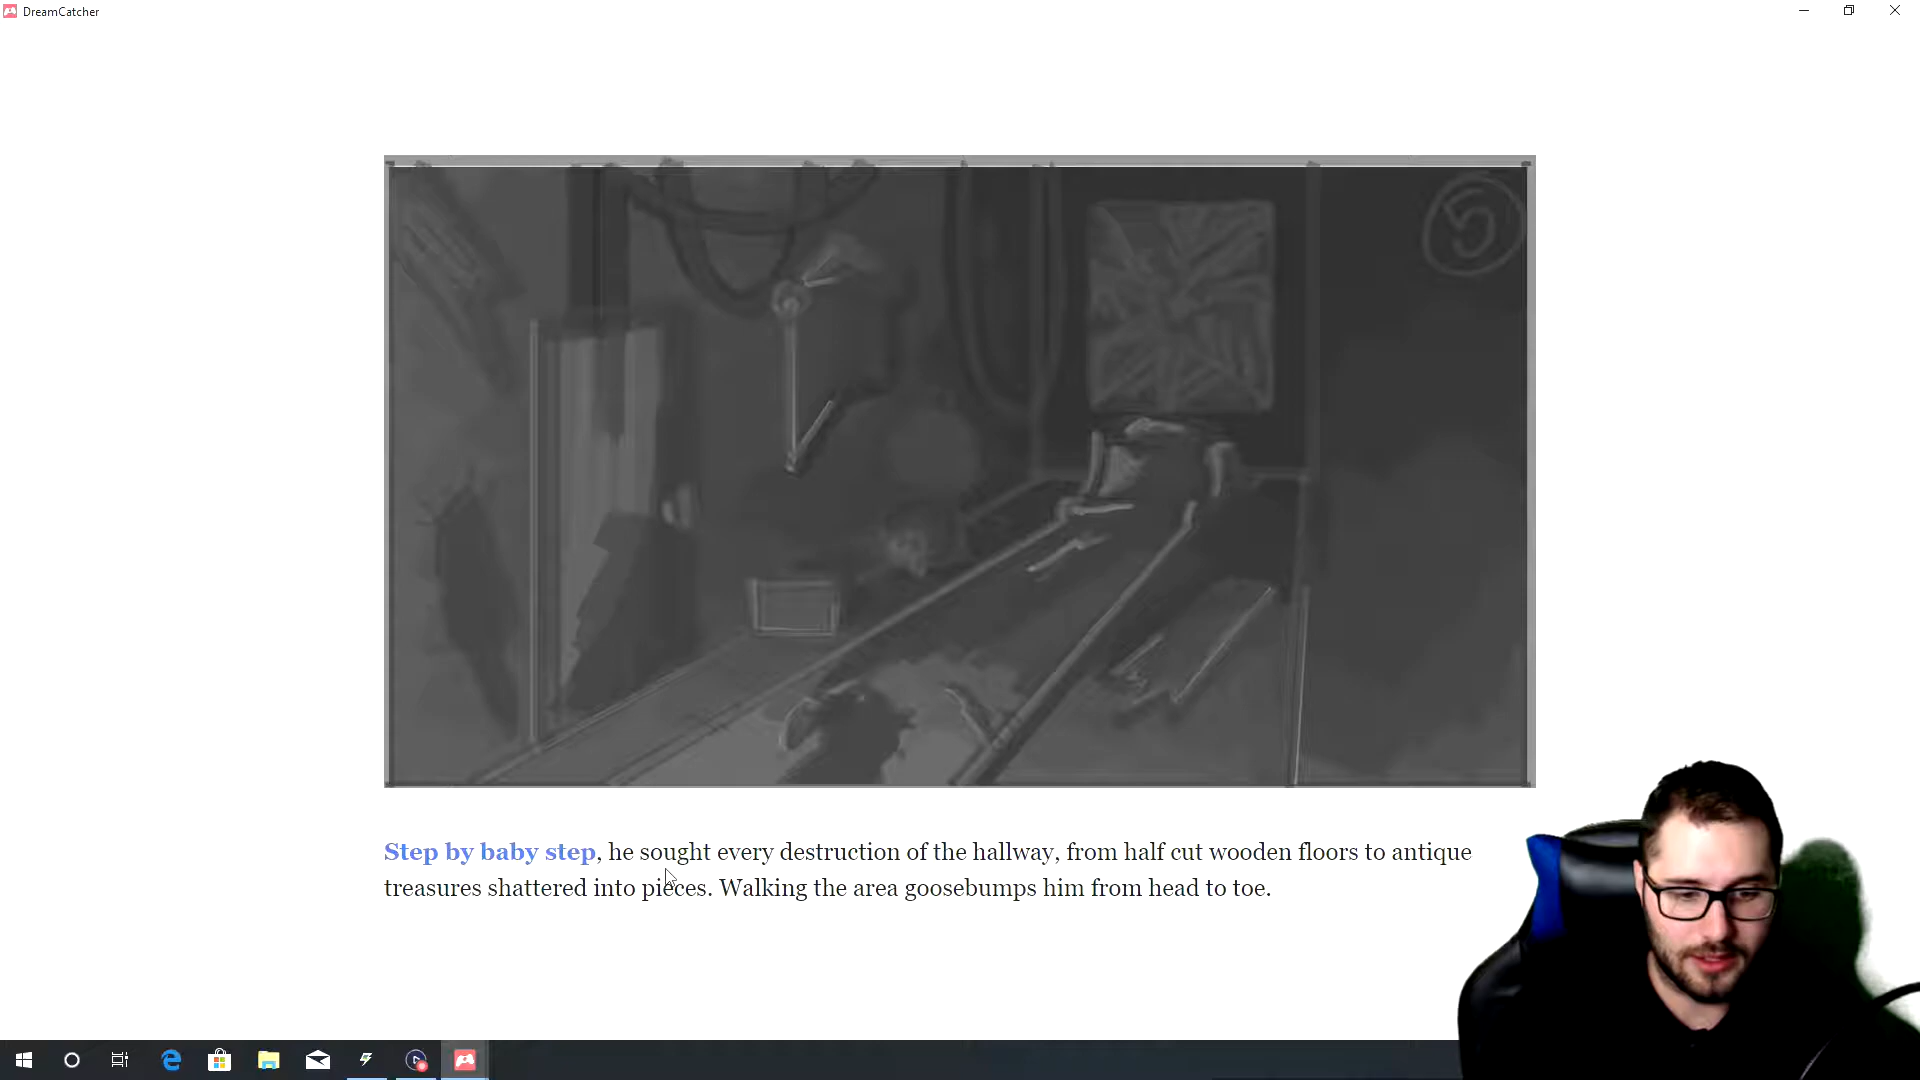 DreamCatcher
5
Step by baby step, he sought every destruction of the hallway, from half cut wooden floors to antique
treasures shattered into pieces. Walking the area goosebumps him from head to toe.